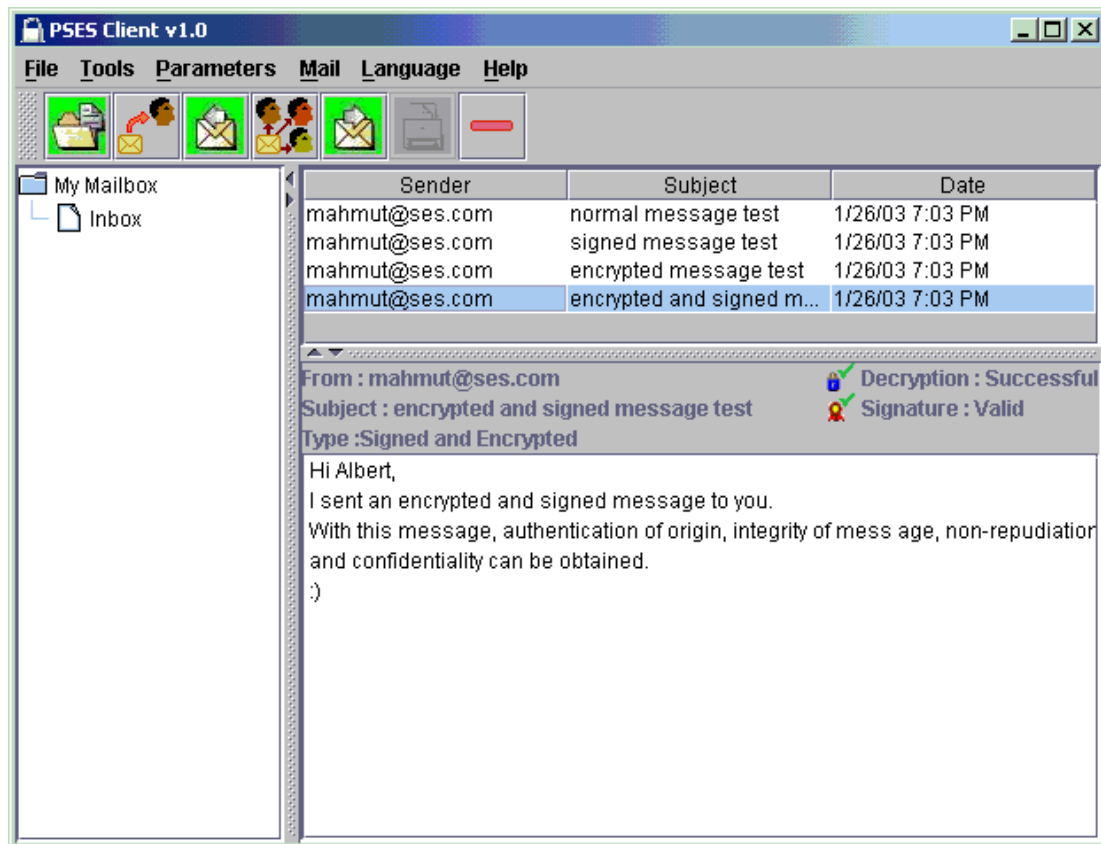 PSES Client v1.0
File Tools Parameters Mail Language Help
My Mailbox
Inbox
Sender Subject Date
mahmut@ses.com normal message test 1/26/03 7:03 PM
mahmut@ses.com signed message test 1/26/03 7:03 PM
mahmut@ses.com encrypted message test 1/26/03 7:03 PM
mahmut@ses.com encrypted and signed m... 1/26/03 7:03 PM
From : mahmut@ses.com Decryption : Successful
Subject : encrypted and signed message test Signature : Valid
Type :Signed and Encrypted
Hi Albert,
I sent an encrypted and signed message to you.
With this message, authentication of origin, integrity of mess age, non-repudiation
and confidentiality can be obtained.
:)